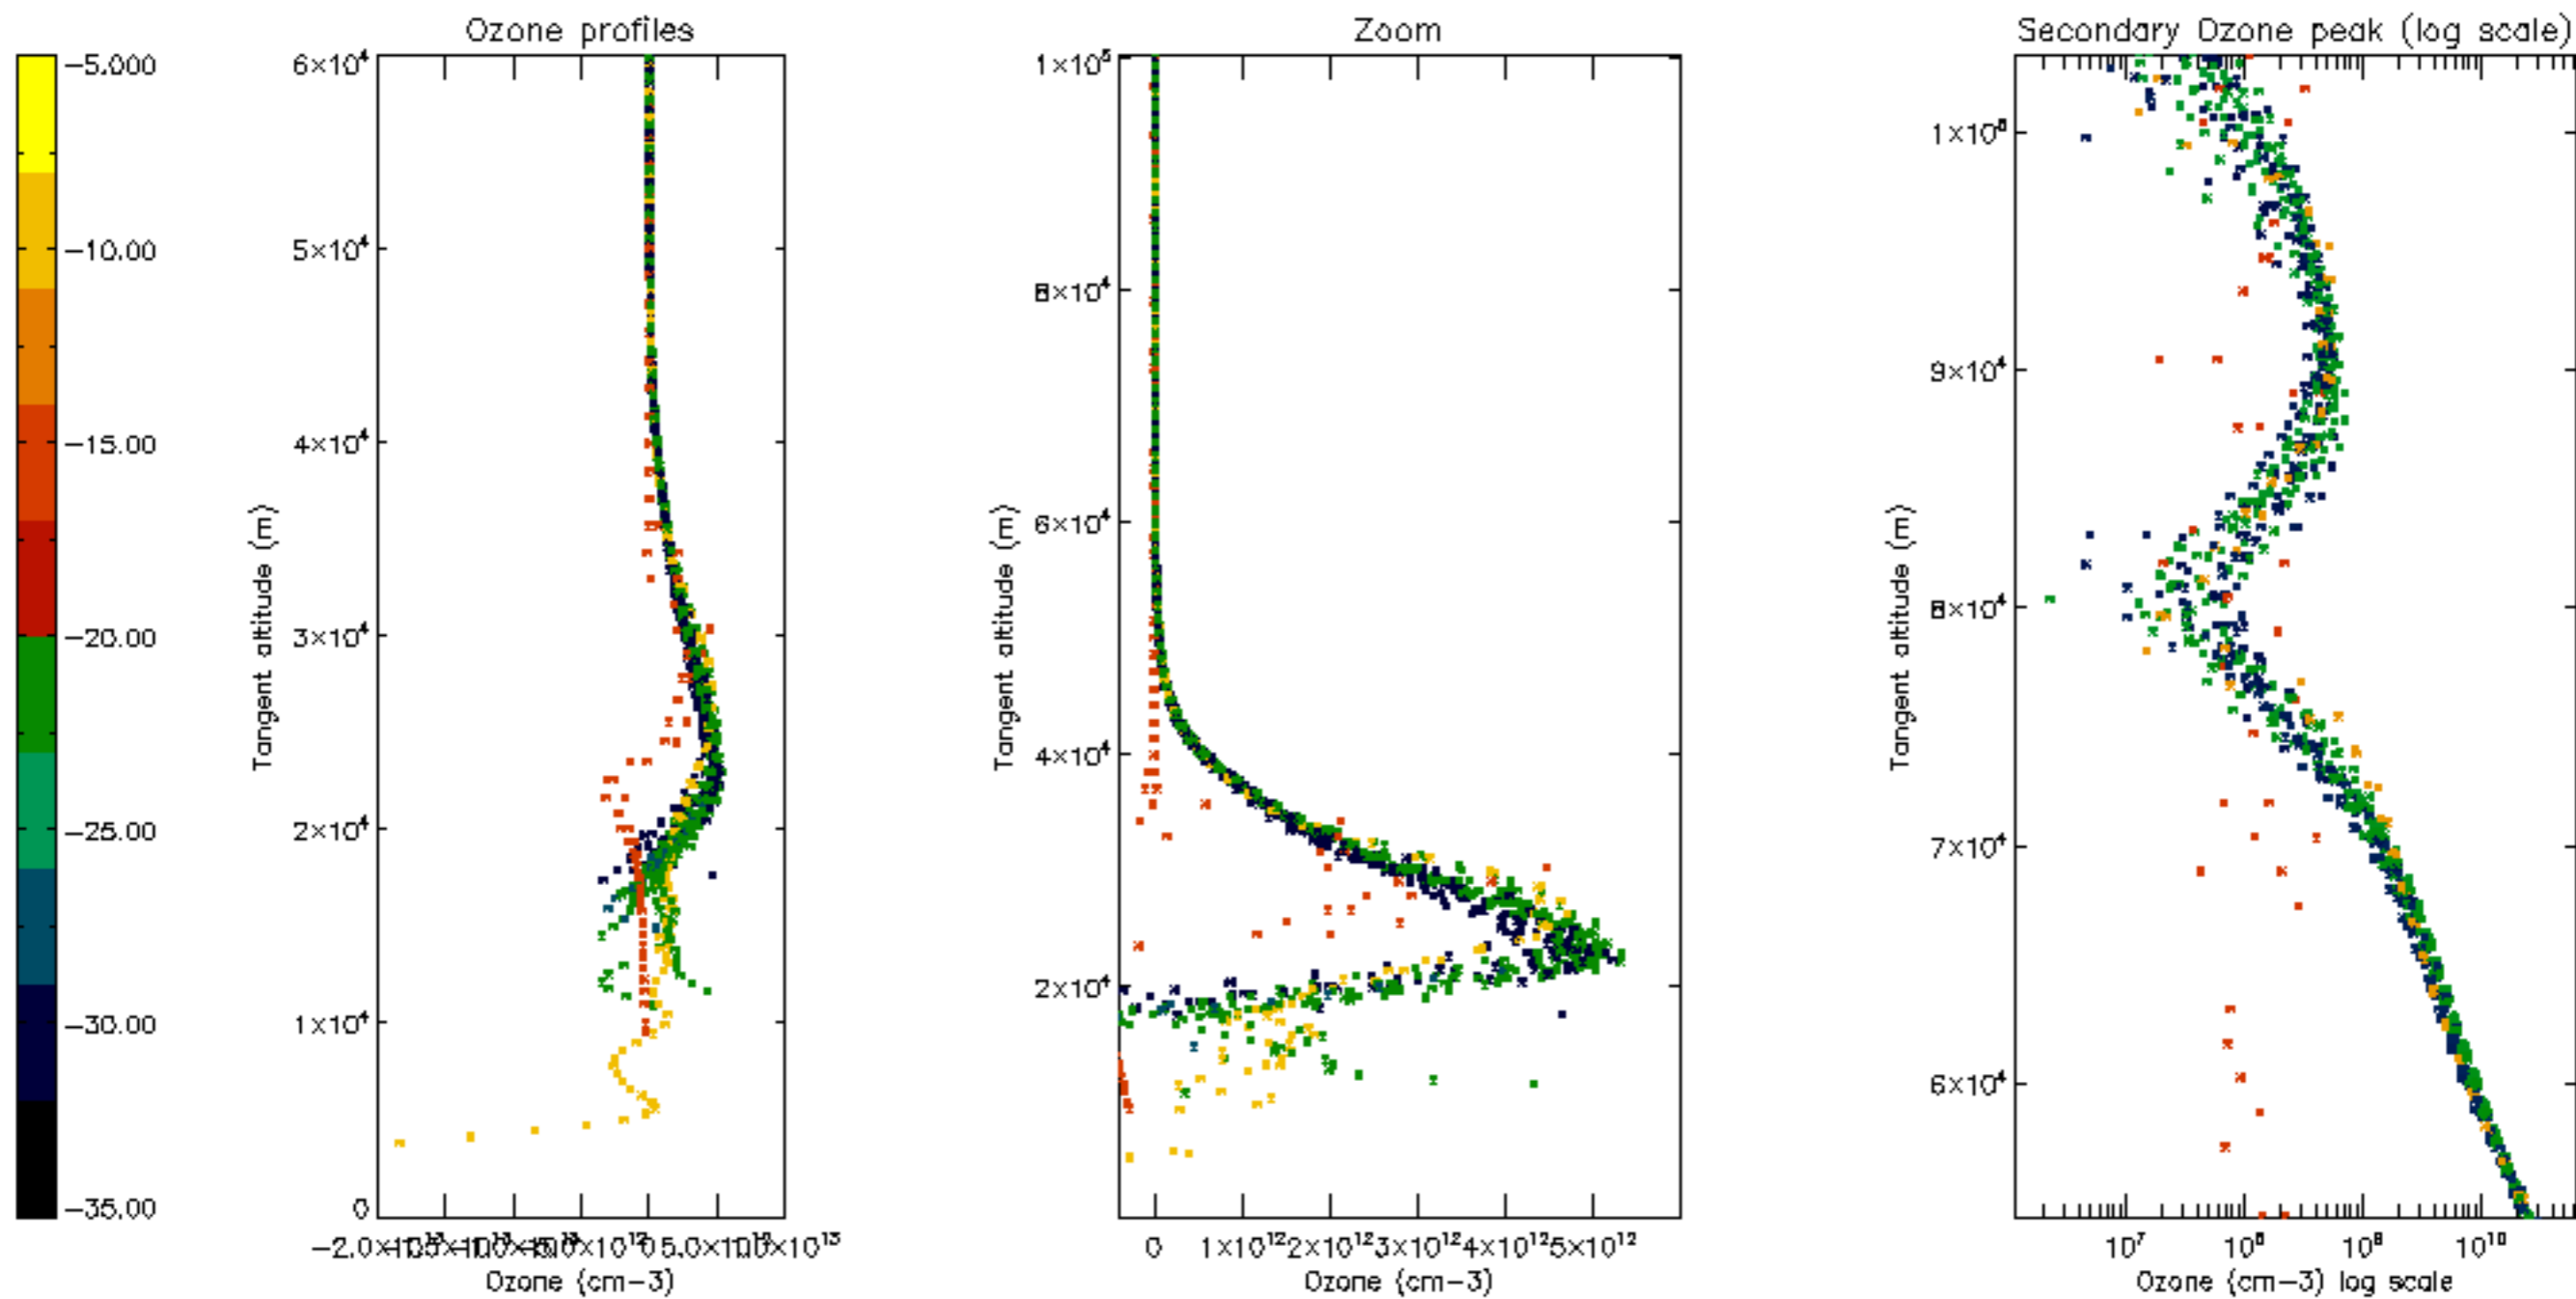 Ozone profiles
Zoom
Secondary Ozone peak (log scale)
-5.000
-10.00
-15.00
-20.00
-25.00
-30.00
-35.00
6×10⁴
5×10⁴
4×10⁴
3×10⁴
2×10⁴
1×10⁴
0
Tangent altitude (m)
5.0×10¹²
Ozone (cm-3)
1×10⁵
8×10⁴
6×10⁴
4×10⁴
2×10⁴
Tangent altitude (m)
0 1×10¹² 2×10¹² 3×10¹² 4×10¹² 5×10¹²
Ozone (cm-3)
9×10⁴
8×10⁴
7×10⁴
6×10⁴
Tangent altitude (m)
10⁷ 10⁸ 10⁹ 10¹⁰
Ozone (cm-3) log scale